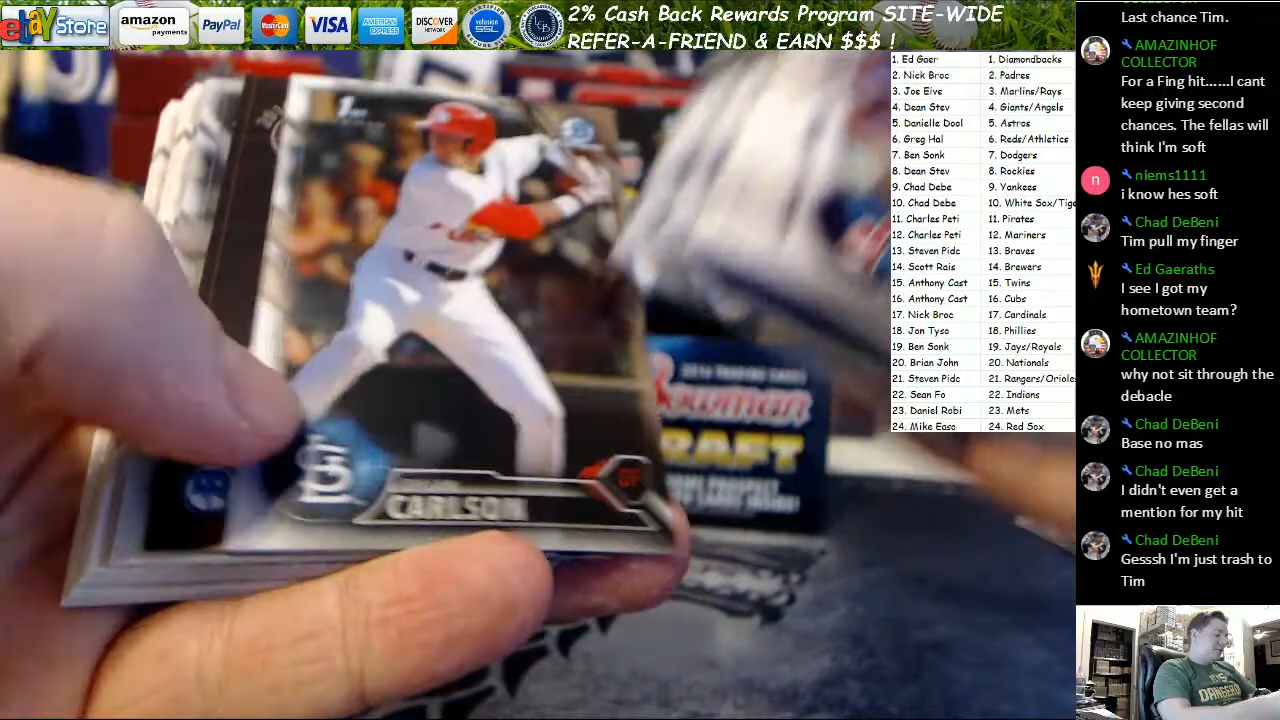 ebay Store
amazon
payments
PayPal
MasterCard
VISA
AMERICAN
EXPRESS
DISCOVER
NETWORK
volusion
SSL
2% Cash Back Rewards Program SITE-WIDE
REFER-A-FRIEND & EARN $$$ !
1. Ed Gaer 1. Diamondbacks
2. Nick Broc 2. Padres
3. Joe Eive 3. Marlins/Rays
4. Dean Stev 4. Giants/Angels
5. Danielle Dool 5. Astros
6. Greg Hal 6. Reds/Athletics
7. Ben Sonk 7. Dodgers
8. Dean Stev 8. Rockies
9. Chad Debe 9. Yankees
10. Chad Debe 10. White Sox/Tige
11. Charles Peti 11. Pirates
12. Charles Peti 12. Mariners
13. Steven Pidc 13. Braves
14. Scott Rais 14. Brewers
15. Anthony Cast 15. Twins
16. Anthony Cast 16. Cubs
17. Nick Broc 17. Cardinals
18. Jon Tyso 18. Phillies
19. Ben Sonk 19. Jays/Royals
20. Brian John 20. Nationals
21. Steven Pidc 21. Rangers/Oriole
22. Sean Fo 22. Indians
23. Daniel Robi 23. Mets
24. Mike Easo 24. Red Sox
Last chance Tim.
AMAZINHOF
COLLECTOR
For a Fing hit......I cant
keep giving second
chances. The fellas will
think I'm soft
n niems1111
i know hes soft
Chad DeBeni
Tim pull my finger
Ed Gaeraths
I see I got my
hometown team?
AMAZINHOF
COLLECTOR
why not sit through the
debacle
Chad DeBeni
Base no mas
Chad DeBeni
I didn't even get a
mention for my hit
Chad DeBeni
Gesssh I'm just trash to
Tim
1st
CARLSON
OF
2016 TRADING CARDS
Bowman
DRAFT